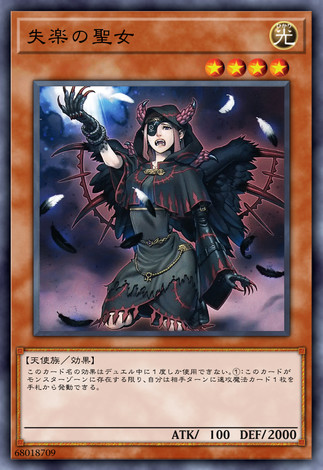 失楽の聖女
光
【天使族/効果】
このカード名の効果はデュエル中に1度しか使用できない。①:このカードが
モンスターゾーンに存在する限り、自分は相手ターンに速攻魔法カード1枚を
手札から発動できる。
ATK/ 100 DEF/2000
68018709